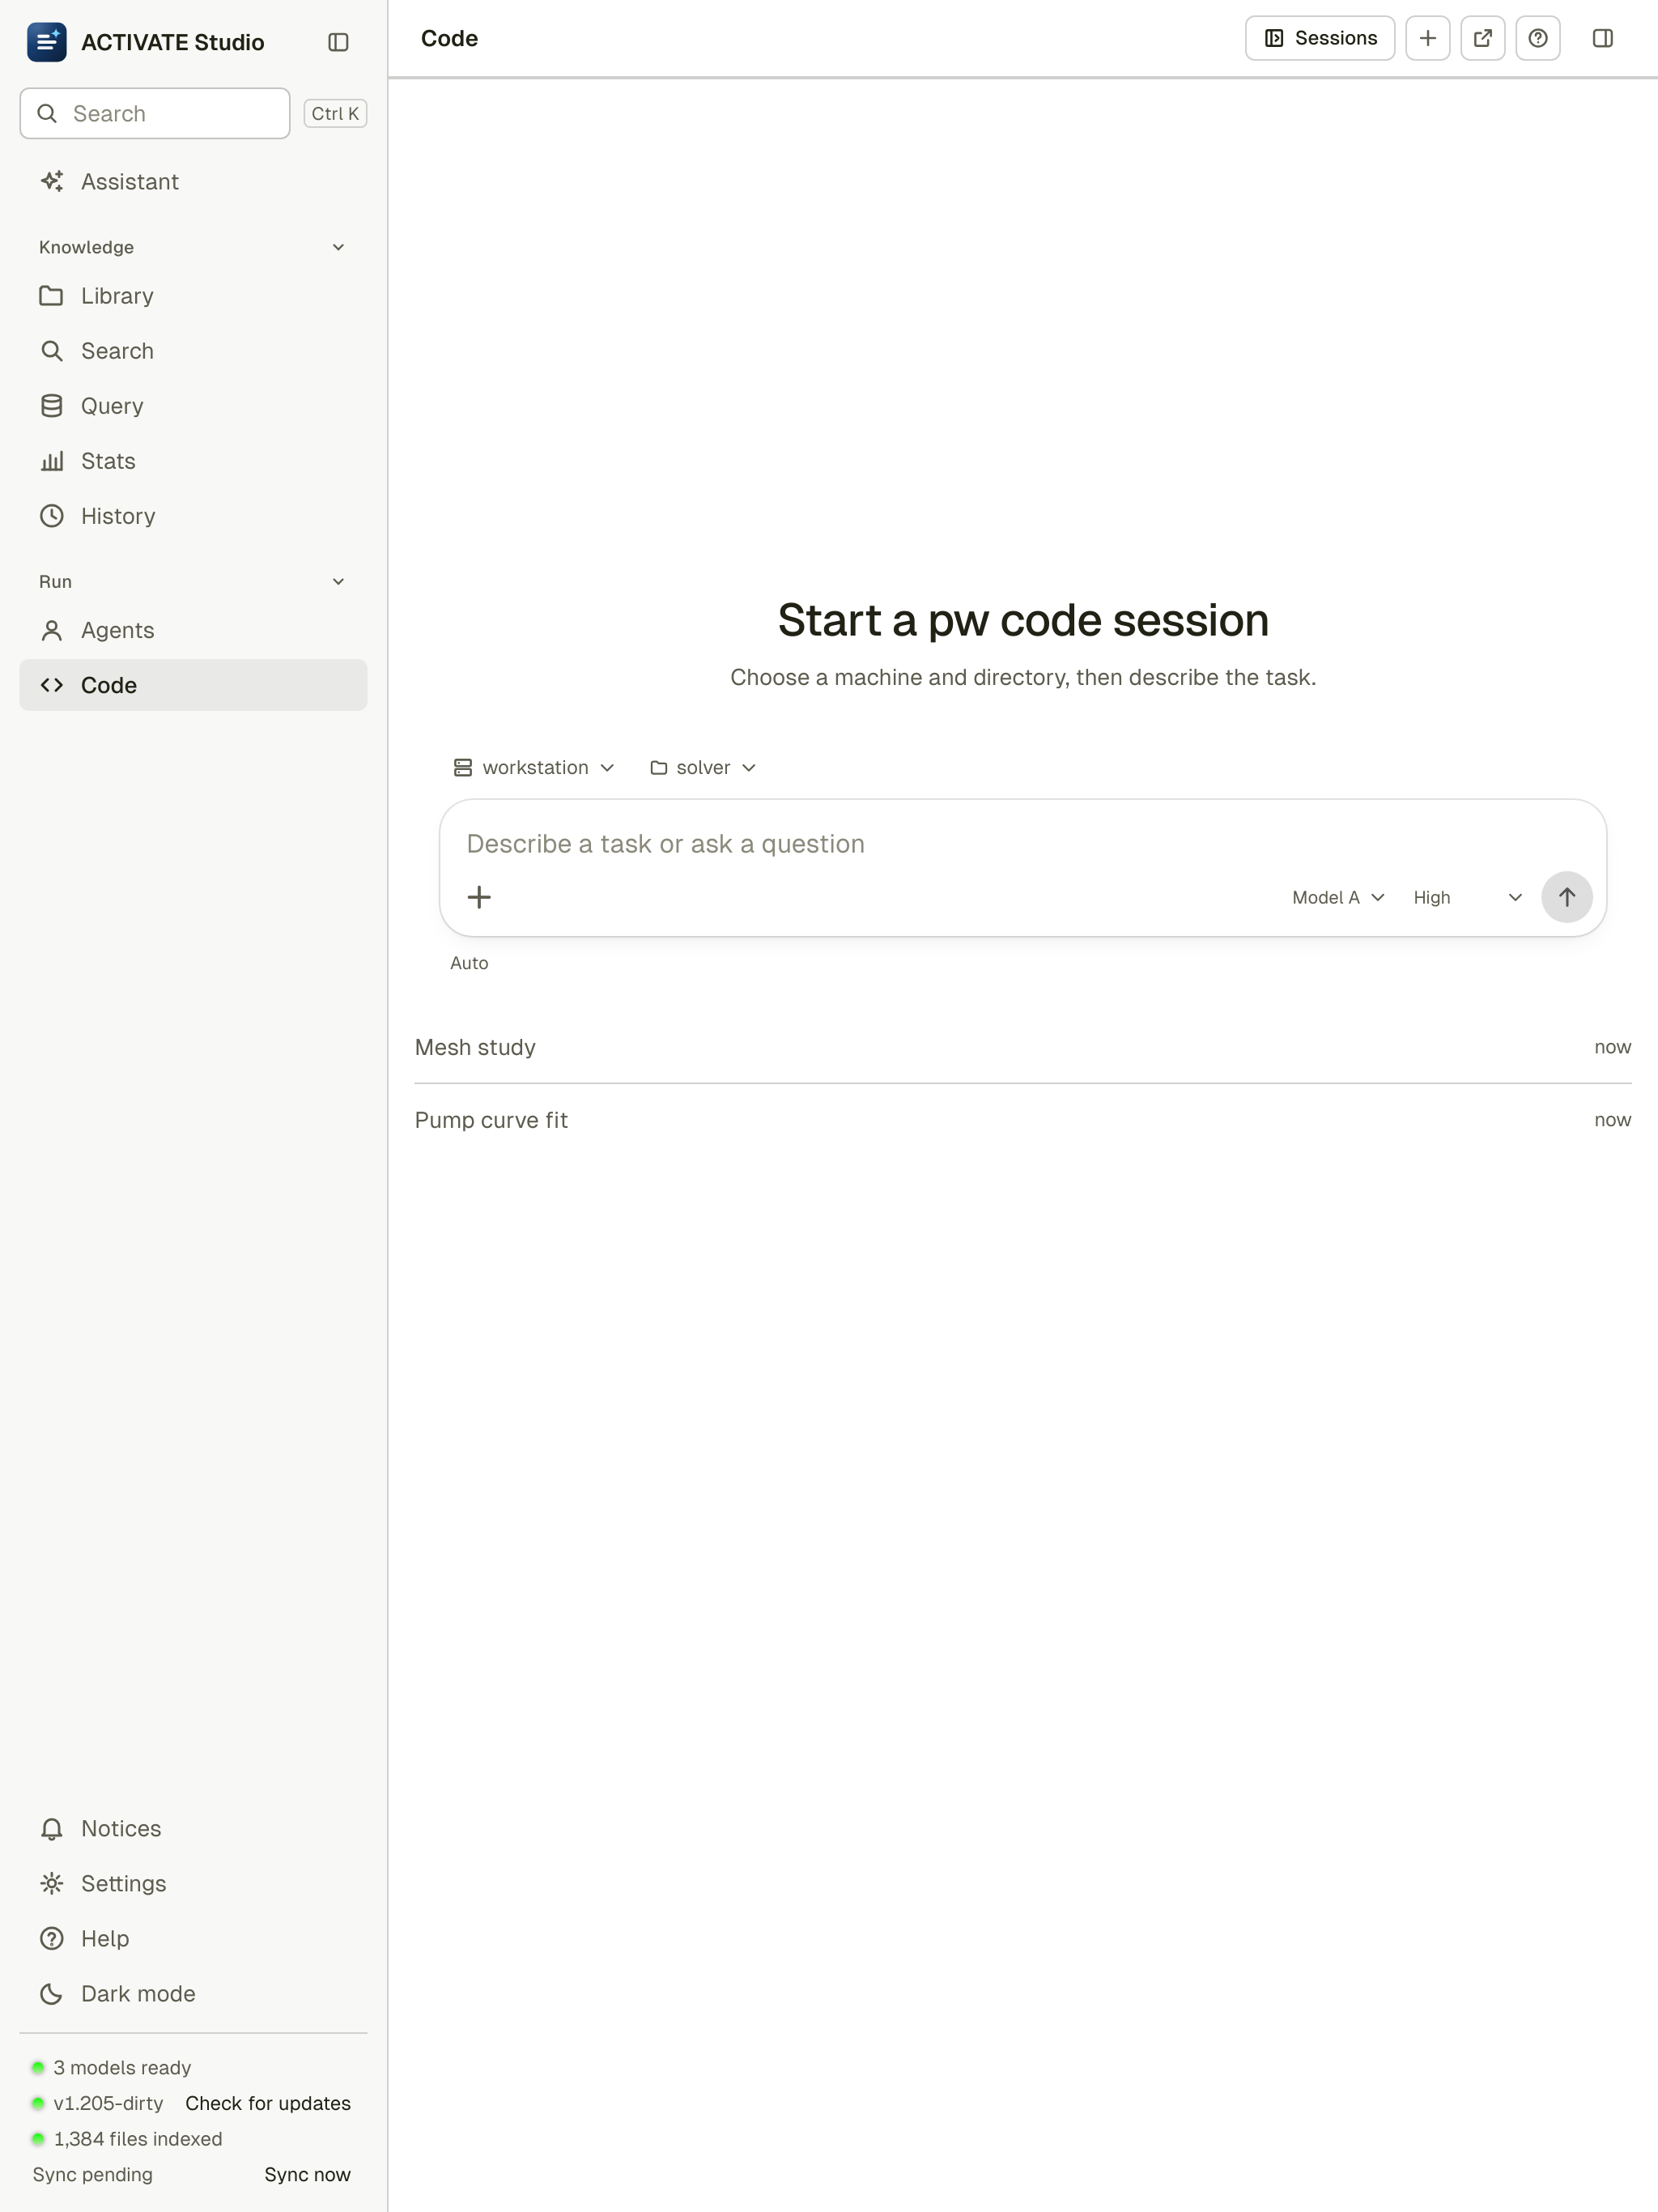 ACTIVATE Studio
Search
Ctrl K
Assistant
Knowledge
Library
Search
Query
Stats
History
Run
Agents
Code
Notices
Settings
Help
Dark mode
3 models ready
v1.205-dirty Check for updates
1,384 files indexed
Sync pending Sync now
Code
Sessions
Start a pw code session
Choose a machine and directory, then describe the task.
workstation solver
Describe a task or ask a question
Model A High
Auto
Mesh study now
Pump curve fit now